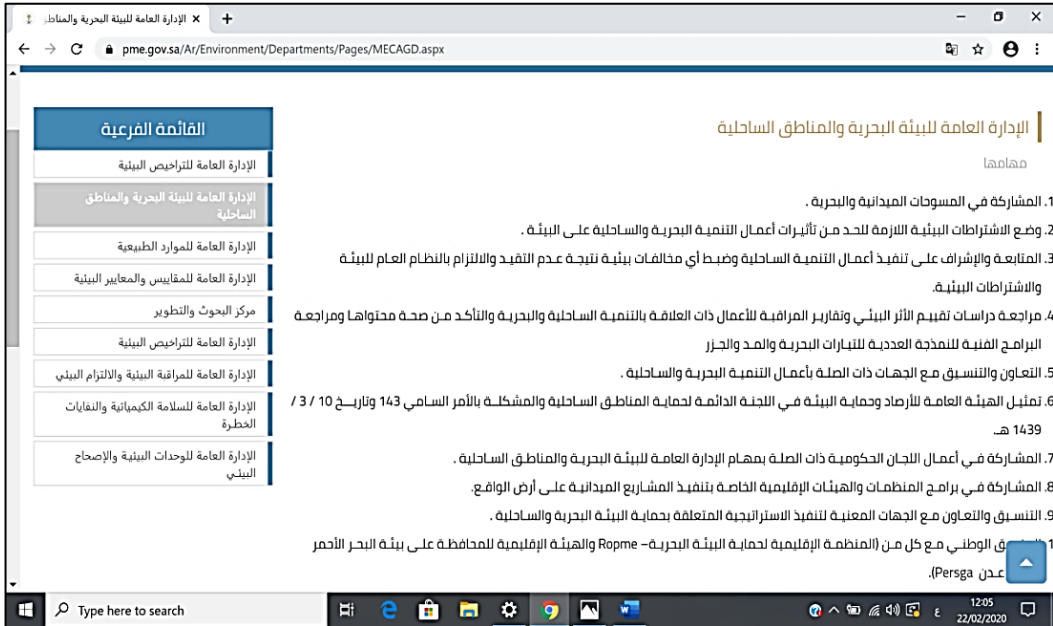 الإدارة العامة للبيئة البحرية والمناطق
pme.gov.sa/Ar/Environment/Departments/Pages/MECAGD.aspx
الإدارة العامة للبيئة البحرية والمناطق الساحلية
مهامها
1. المشاركة في المسوحات الميدانية والبحرية .
2. وضع الاشتراطات البيئية اللازمة للحد من تأثيرات أعمال التنمية البحرية والساحلية على البيئة .
3. المتابعة والإشراف على تنفيذ أعمال التنمية الساحلية وضبط أي مخالفات بيئية نتيجة عدم التقيد والالتزام بالنظام العام للبيئة
والاشتراطات البيئية.
4. مراجعة دراسات تقييم الأثر البيئي وتقارير المراقبة للأعمال ذات العلاقة بالتنمية الساحلية والبحرية والتأكد من صحة محتواها ومراجعة
البرامج الفنية للنمذجة العددية للتيارات البحرية والمد والجزر
5. التعاون والتنسيق مع الجهات ذات الصلة بأعمال التنمية البحرية والساحلية .
6. تمثيل الهيئة العامة للأرصاد وحماية البيئة في اللجنة الدائمة لحماية المناطق الساحلية والمشكلة بالأمر السامي 143 وتاريخ 10 / 3 /
1439 هـ.
7. المشاركة في أعمال اللجان الحكومية ذات الصلة بمهام الإدارة العامة للبيئة البحرية والمناطق الساحلية .
8. المشاركة في برامج المنظمات والهيئات الإقليمية الخاصة بتنفيذ المشاريع الميدانية على أرض الواقع.
9. التنسيق والتعاون مع الجهات المعنية لتنفيذ الاستراتيجية المتعلقة بحماية البيئة البحرية والساحلية .
الوطني مع كل من (المنظمة الإقليمية لحماية البيئة البحرية– Ropme والهيئة الإقليمية للمحافظة على بيئة البحر الأحمر
عدن Persga).
القائمة الفرعية
الإدارة العامة للتراخيص البيئية
الإدارة العامة للبيئة البحرية والمناطق
الساحلية
الإدارة العامة للموارد الطبيعية
الإدارة العامة للمقاييس والمعايير البيئية
مركز البحوث والتطوير
الإدارة العامة للتراخيص البيئية
الإدارة العامة للمراقبة البيئية والالتزام البيئي
الإدارة العامة للسلامة الكيميائية والنفايات
الخطرة
الإدارة العامة للوحدات البيئية والإصحاح
البيئي
Type here to search
ع
12:05
22/02/2020